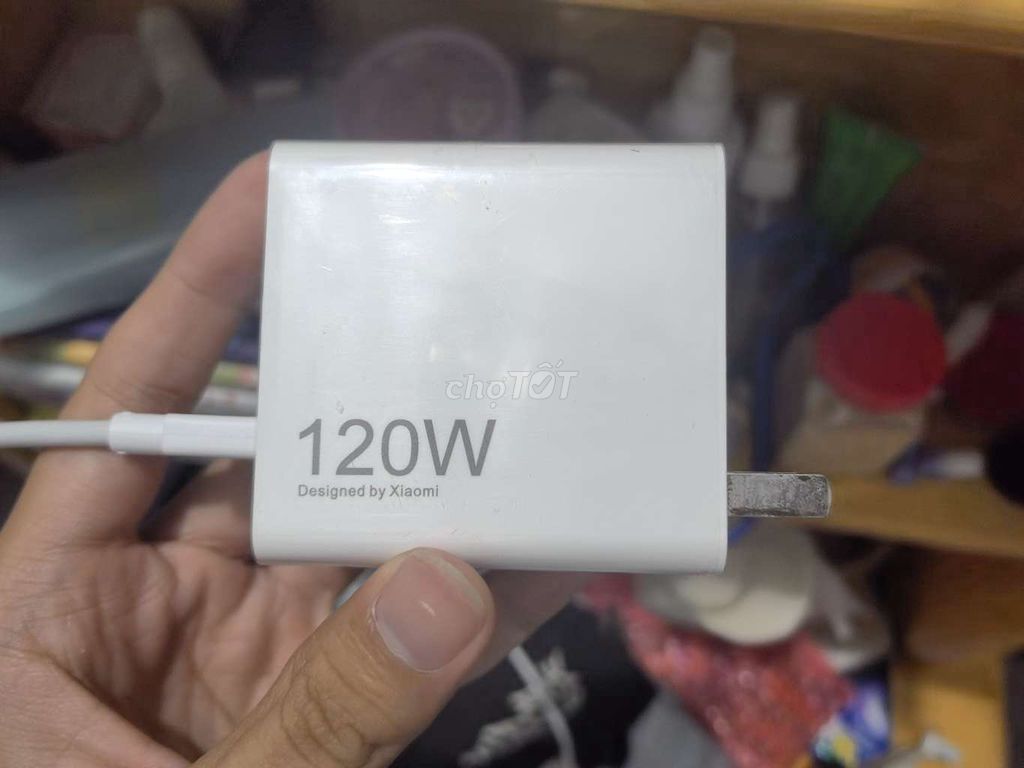 chợTỐT
120W
Designed by Xiaomi